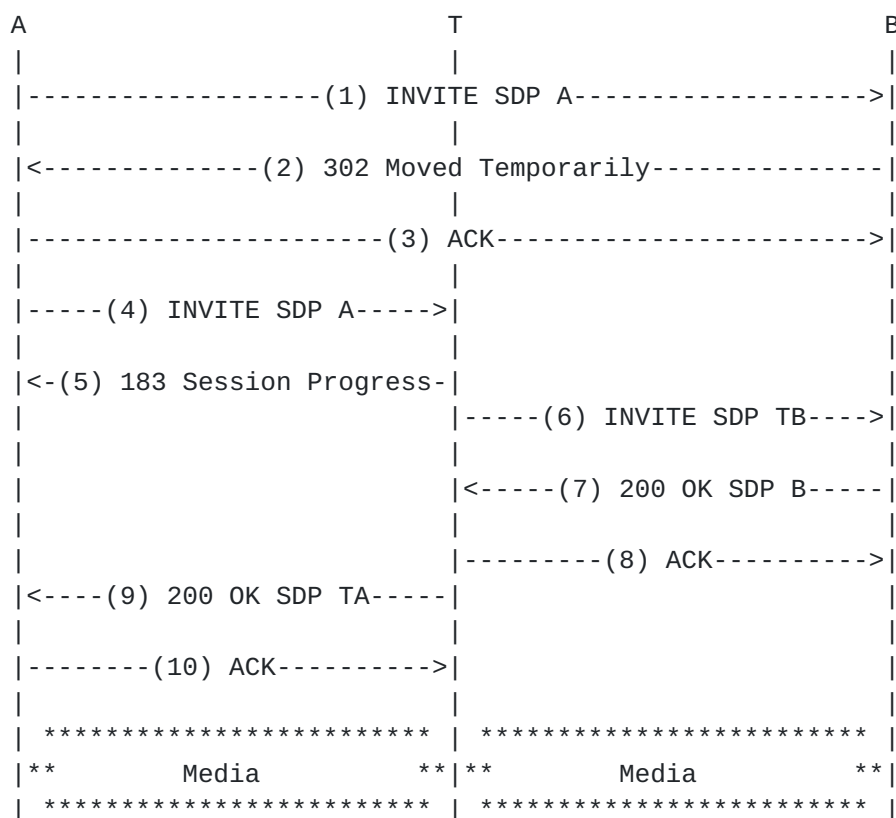 A                           T                           B
|                           |                           |
|-------------------(1) INVITE SDP A------------------->|
|                           |                           |
|<--------------(2) 302 Moved Temporarily---------------|
|                           |                           |
|-----------------------(3) ACK------------------------>|
|                           |                           |
|-----(4) INVITE SDP A----->|                           |
|                           |                           |
|<-(5) 183 Session Progress-|                           |
|                           |-----(6) INVITE SDP TB---->|
|                           |                           |
|                           |<-----(7) 200 OK SDP B-----|
|                           |                           |
|                           |---------(8) ACK---------->|
|<----(9) 200 OK SDP TA-----|                           |
|                           |                           |
|--------(10) ACK---------->|                           |
|                           |                           |
| ************************* | ************************* |
|**        Media          **|**        Media          **|
| ************************* | ************************* |